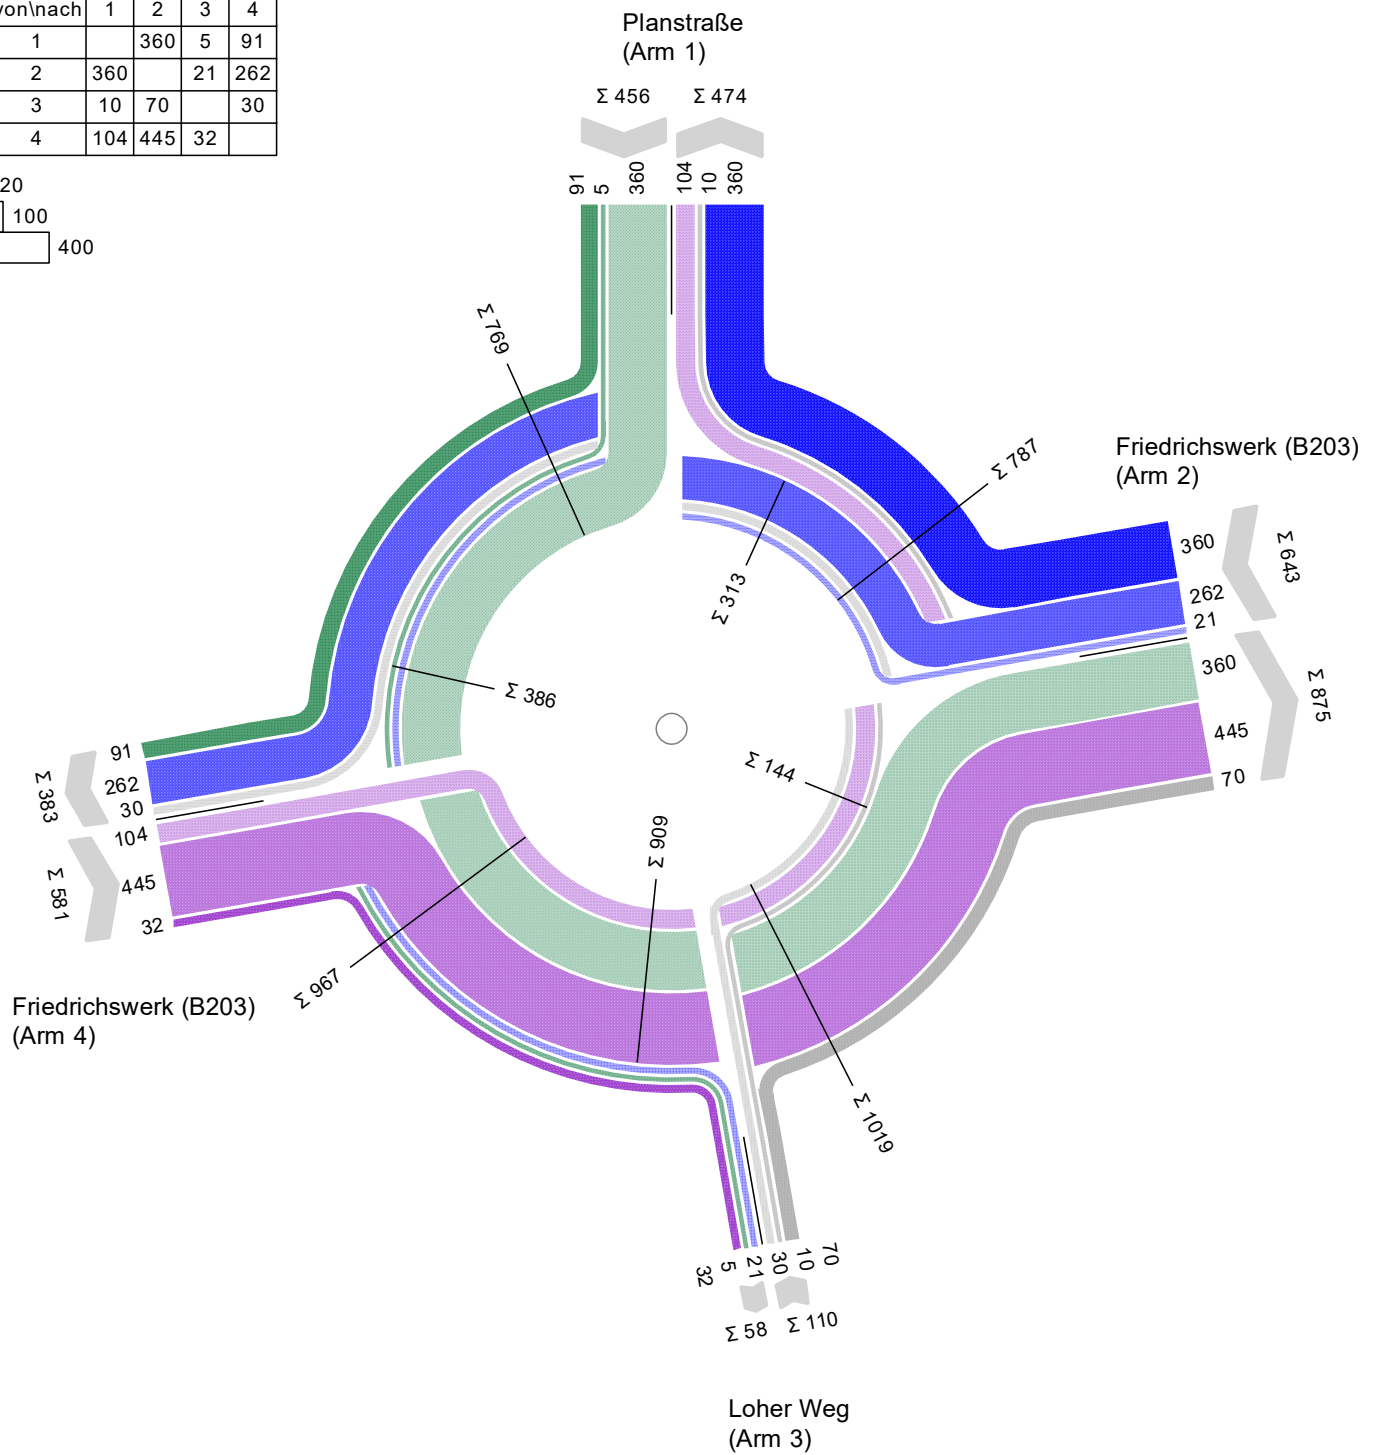 von\nach 1 2 3 4
1 360 5 91
2 360 21 262
3 10 70 30
4 104 445 32
20
100
400
Planstraße
(Arm 1)
Σ 456 Σ 474
91 5 360 104 10 360
Σ 769
Σ 787
Σ 313
Friedrichswerk (B203)
(Arm 2)
360
262
21
Σ 643
360
445
70
Σ 875
Σ 386
Σ 144
91
262
30
Σ 383
104
445
32
Σ 581
Σ 909
Σ 967
Σ 1019
Friedrichswerk (B203)
(Arm 4)
32 5 21 30 10 70
Σ 58 Σ 110
Loher Weg
(Arm 3)